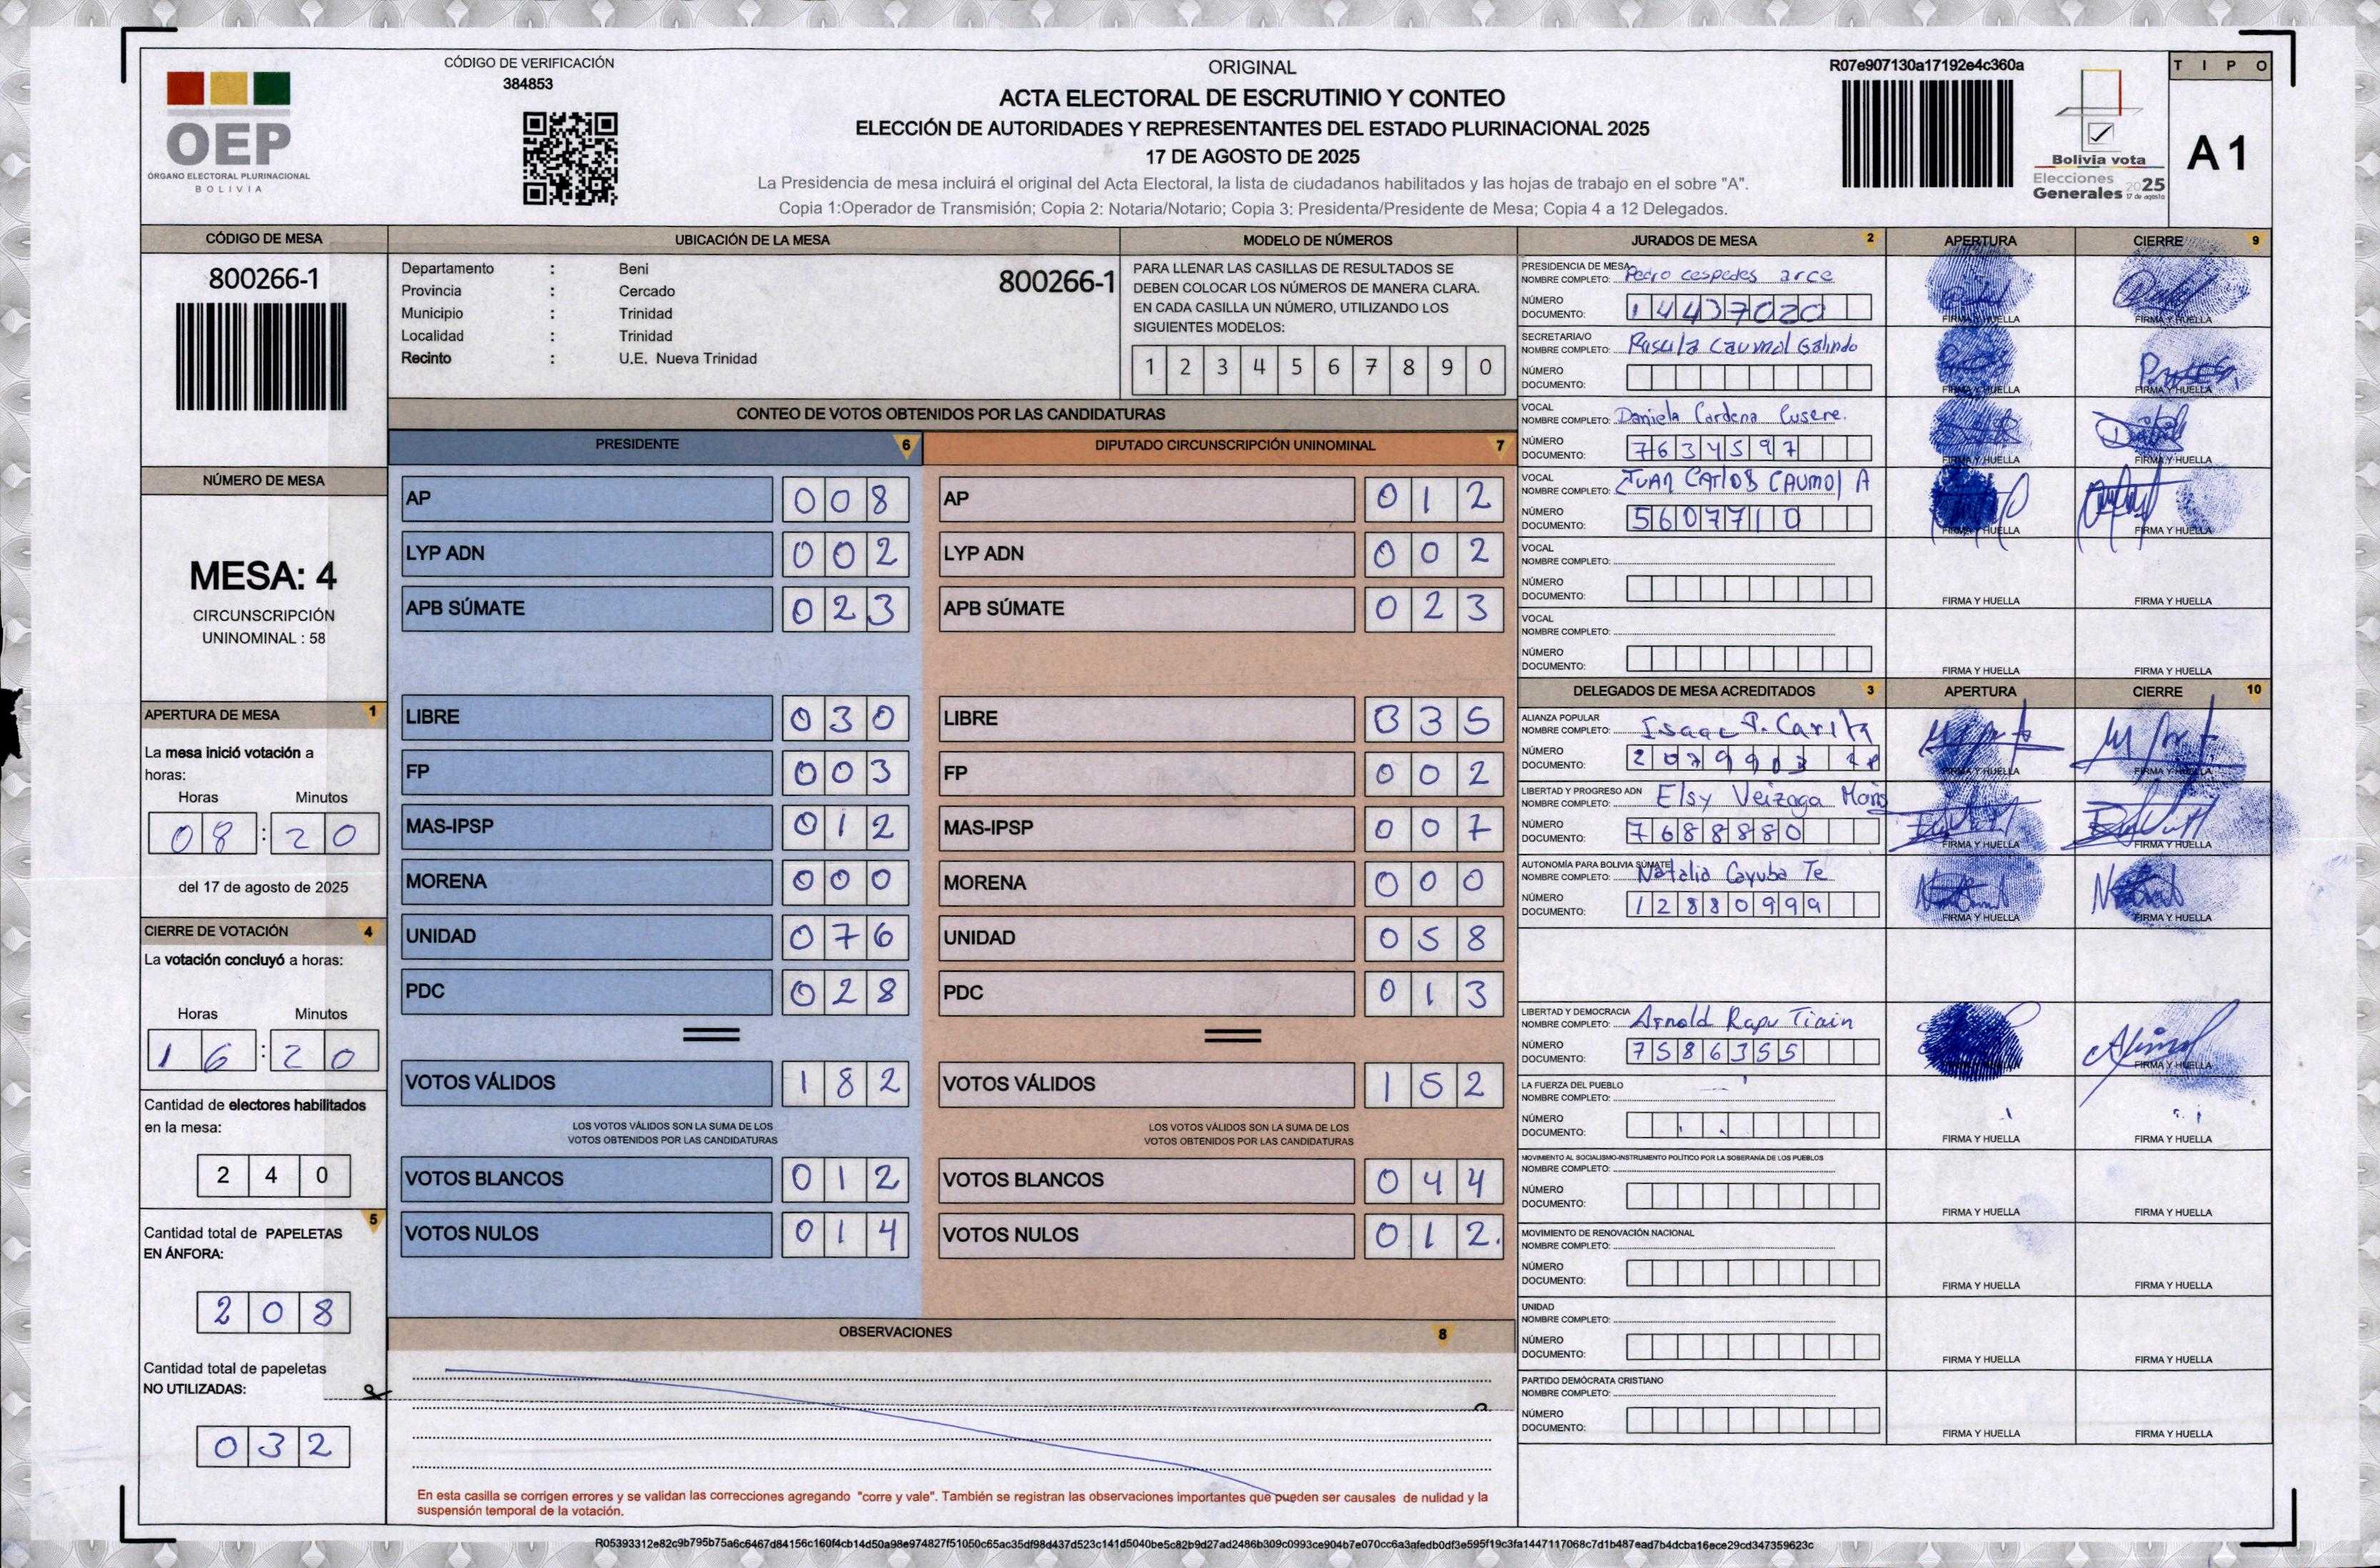 CÓDIGO DE VERIFICACIÓN
384853
OEP
ÓRGANO ELECTORAL PLURINACIONAL
BOLIVIA
ORIGINAL
ACTA ELECTORAL DE ESCRUTINIO Y CONTEO
ELECCIÓN DE AUTORIDADES Y REPRESENTANTES DEL ESTADO PLURINACIONAL 2025
17 DE AGOSTO DE 2025
La Presidencia de mesa incluirá el original del Acta Electoral, la lista de ciudadanos habilitados y las hojas de trabajo en el sobre "A".
Copia 1:Operador de Transmisión; Copia 2: Notaria/Notario; Copia 3: Presidenta/Presidente de Mesa; Copia 4 a 12 Delegados.
R07e907130a17192e4c360a
Bolivia vota
Elecciones
Generales 2025
17 de agosto
TIPO
A1
CÓDIGO DE MESA
800266-1
UBICACIÓN DE LA MESA
Departamento : Beni
Provincia : Cercado
Municipio : Trinidad
Localidad : Trinidad
Recinto : U.E. Nueva Trinidad
800266-1
MODELO DE NÚMEROS
PARA LLENAR LAS CASILLAS DE RESULTADOS SE
DEBEN COLOCAR LOS NÚMEROS DE MANERA CLARA.
EN CADA CASILLA UN NÚMERO, UTILIZANDO LOS
SIGUIENTES MODELOS:
1 2 3 4 5 6 7 8 9 0
NÚMERO DE MESA
MESA: 4
CIRCUNSCRIPCIÓN
UNINOMINAL : 58
APERTURA DE MESA 1
La mesa inició votación a
horas:
Horas Minutos
08 : 20
del 17 de agosto de 2025
CIERRE DE VOTACIÓN 4
La votación concluyó a horas:
Horas Minutos
16 : 20
Cantidad de electores habilitados
en la mesa:
240
5
Cantidad total de PAPELETAS
EN ÁNFORA:
208
Cantidad total de papeletas
NO UTILIZADAS:
032
CONTEO DE VOTOS OBTENIDOS POR LAS CANDIDATURAS
PRESIDENTE 6
AP 008
LYP ADN 002
APB SÚMATE 023
LIBRE 030
FP 003
MAS-IPSP 012
MORENA 000
UNIDAD 076
PDC 028
VOTOS VÁLIDOS 182
LOS VOTOS VÁLIDOS SON LA SUMA DE LOS
VOTOS OBTENIDOS POR LAS CANDIDATURAS
VOTOS BLANCOS 012
VOTOS NULOS 014
DIPUTADO CIRCUNSCRIPCIÓN UNINOMINAL 7
AP 012
LYP ADN 002
APB SÚMATE 023
LIBRE 035
FP 002
MAS-IPSP 007
MORENA 000
UNIDAD 058
PDC 013
VOTOS VÁLIDOS 152
LOS VOTOS VÁLIDOS SON LA SUMA DE LOS
VOTOS OBTENIDOS POR LAS CANDIDATURAS
VOTOS BLANCOS 044
VOTOS NULOS 012.
OBSERVACIONES 8
En esta casilla se corrigen errores y se validan las correcciones agregando "corre y vale". También se registran las observaciones importantes que pueden ser causales de nulidad y la
suspensión temporal de la votación.
JURADOS DE MESA 2 APERTURA CIERRE 9
PRESIDENCIA DE MESA
NOMBRE COMPLETO: Pedro cespedes arce
NÚMERO
DOCUMENTO: 14437020
FIRMA Y HUELLA FIRMA Y HUELLA
SECRETARIA/O
NOMBRE COMPLETO: Caumol Galindo
NÚMERO
DOCUMENTO:
FIRMA Y HUELLA FIRMA Y HUELLA
VOCAL
NOMBRE COMPLETO: Daniela Cardena Cusere.
NÚMERO
DOCUMENTO: 7634597
FIRMA Y HUELLA FIRMA Y HUELLA
VOCAL
NOMBRE COMPLETO: JUAN CARLOS CAUMOl A
NÚMERO
DOCUMENTO: 5607710
FIRMA Y HUELLA FIRMA Y HUELLA
VOCAL
NOMBRE COMPLETO:
NÚMERO
DOCUMENTO:
FIRMA Y HUELLA FIRMA Y HUELLA
VOCAL
NOMBRE COMPLETO:
NÚMERO
DOCUMENTO:
FIRMA Y HUELLA FIRMA Y HUELLA
DELEGADOS DE MESA ACREDITADOS 3 APERTURA CIERRE 10
ALIANZA POPULAR
NOMBRE COMPLETO: Isaac P.
NÚMERO
DOCUMENTO:
FIRMA Y HUELLA FIRMA Y HUELLA
LIBERTAD Y PROGRESO ADN
NOMBRE COMPLETO: Elsy Veizaga
NÚMERO
DOCUMENTO: 7688880
FIRMA Y HUELLA FIRMA Y HUELLA
AUTONOMÍA PARA BOLIVIA SÚMATE
NOMBRE COMPLETO: Natalia Cayuba Te
NÚMERO
DOCUMENTO: 12880999
FIRMA Y HUELLA FIRMA Y HUELLA
LIBERTAD Y DEMOCRACIA
NOMBRE COMPLETO: Arnold Rapu
NÚMERO
DOCUMENTO: 7586355
FIRMA Y HUELLA FIRMA Y HUELLA
LA FUERZA DEL PUEBLO
NOMBRE COMPLETO:
NÚMERO
DOCUMENTO:
FIRMA Y HUELLA FIRMA Y HUELLA
MOVIMIENTO AL SOCIALISMO-INSTRUMENTO POLÍTICO POR LA SOBERANÍA DE LOS PUEBLOS
NOMBRE COMPLETO:
NÚMERO
DOCUMENTO:
FIRMA Y HUELLA FIRMA Y HUELLA
MOVIMIENTO DE RENOVACIÓN NACIONAL
NOMBRE COMPLETO:
NÚMERO
DOCUMENTO:
FIRMA Y HUELLA FIRMA Y HUELLA
UNIDAD
NOMBRE COMPLETO:
NÚMERO
DOCUMENTO:
FIRMA Y HUELLA FIRMA Y HUELLA
PARTIDO DEMÓCRATA CRISTIANO
NOMBRE COMPLETO:
NÚMERO
DOCUMENTO:
FIRMA Y HUELLA FIRMA Y HUELLA